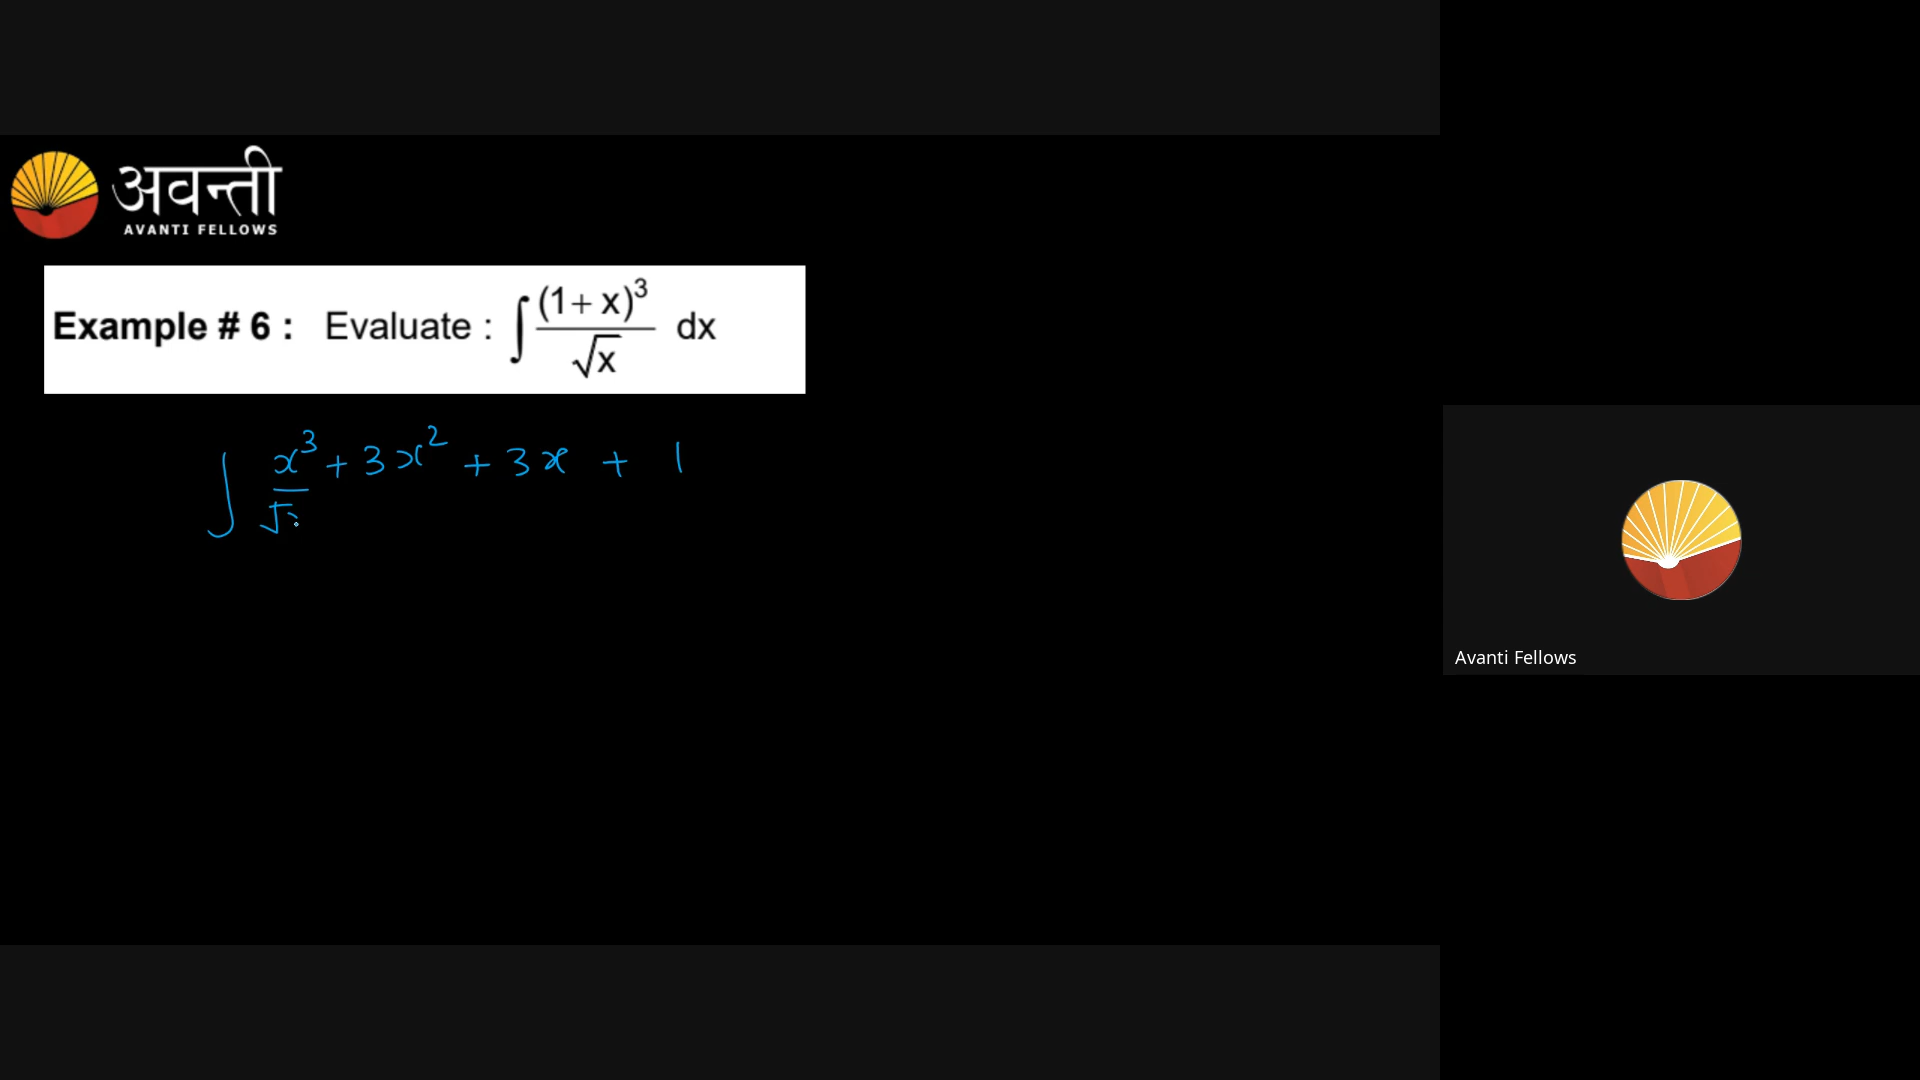 अवन्ती
AVANTI FELLOWS
Example # 6 : Evaluate : ∫ (1+ x)³ / √x dx
∫ x³/√x + 3x² + 3x + 1
Avanti Fellows